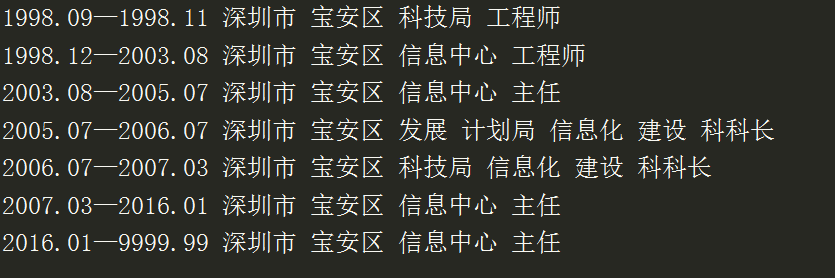 1998.09—1998.11 深圳市 宝安区 科技局 工程师
1998.12—2003.08 深圳市 宝安区 信息中心 工程师
2003.08—2005.07 深圳市 宝安区 信息中心 主任
2005.07—2006.07 深圳市 宝安区 发展 计划局 信息化 建设 科科长
2006.07—2007.03 深圳市 宝安区 科技局 信息化 建设 科科长
2007.03—2016.01 深圳市 宝安区 信息中心 主任
2016.01—9999.99 深圳市 宝安区 信息中心 主任